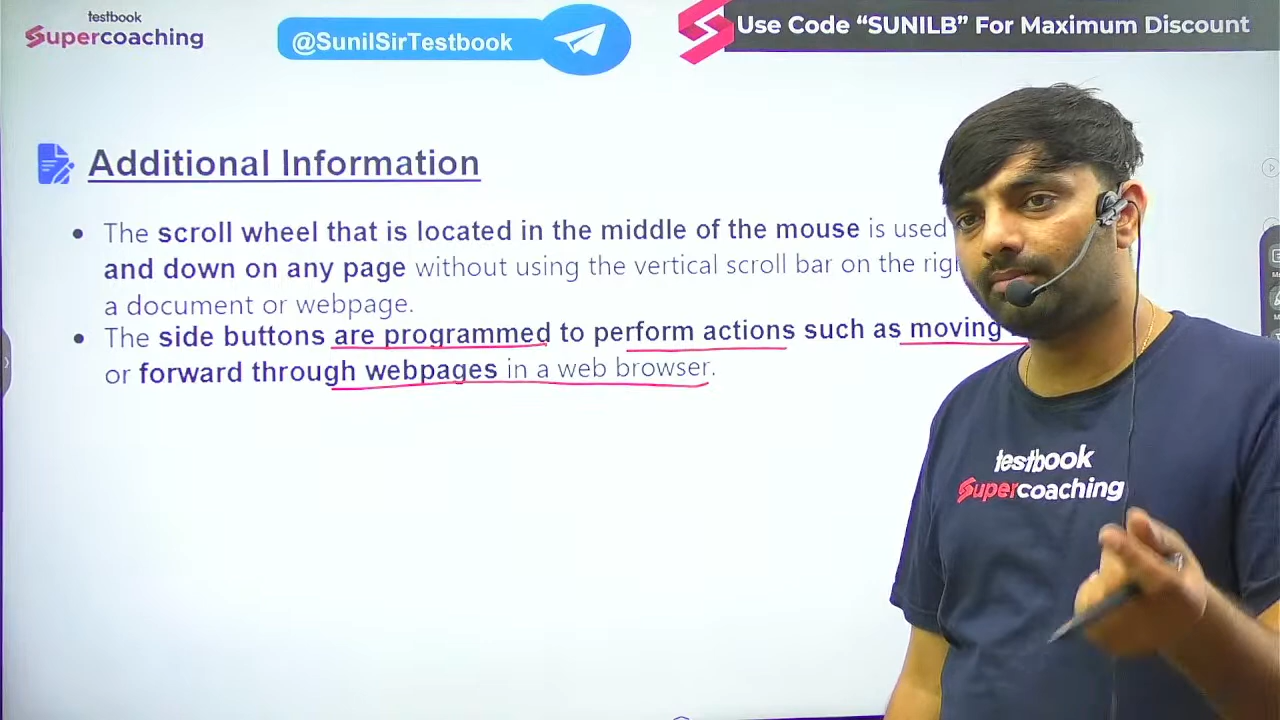 testbook
Supercoaching
@SunilSirTestbook
Use Code “SUNILB” For Maximum Discount
Additional Information
• The scroll wheel that is located in the middle of the mouse is used
and down on any page without using the vertical scroll bar on the
a document or webpage.
• The side buttons are programmed to perform actions such as moving
or forward through webpages in a web browser.
testbook
Supercoaching